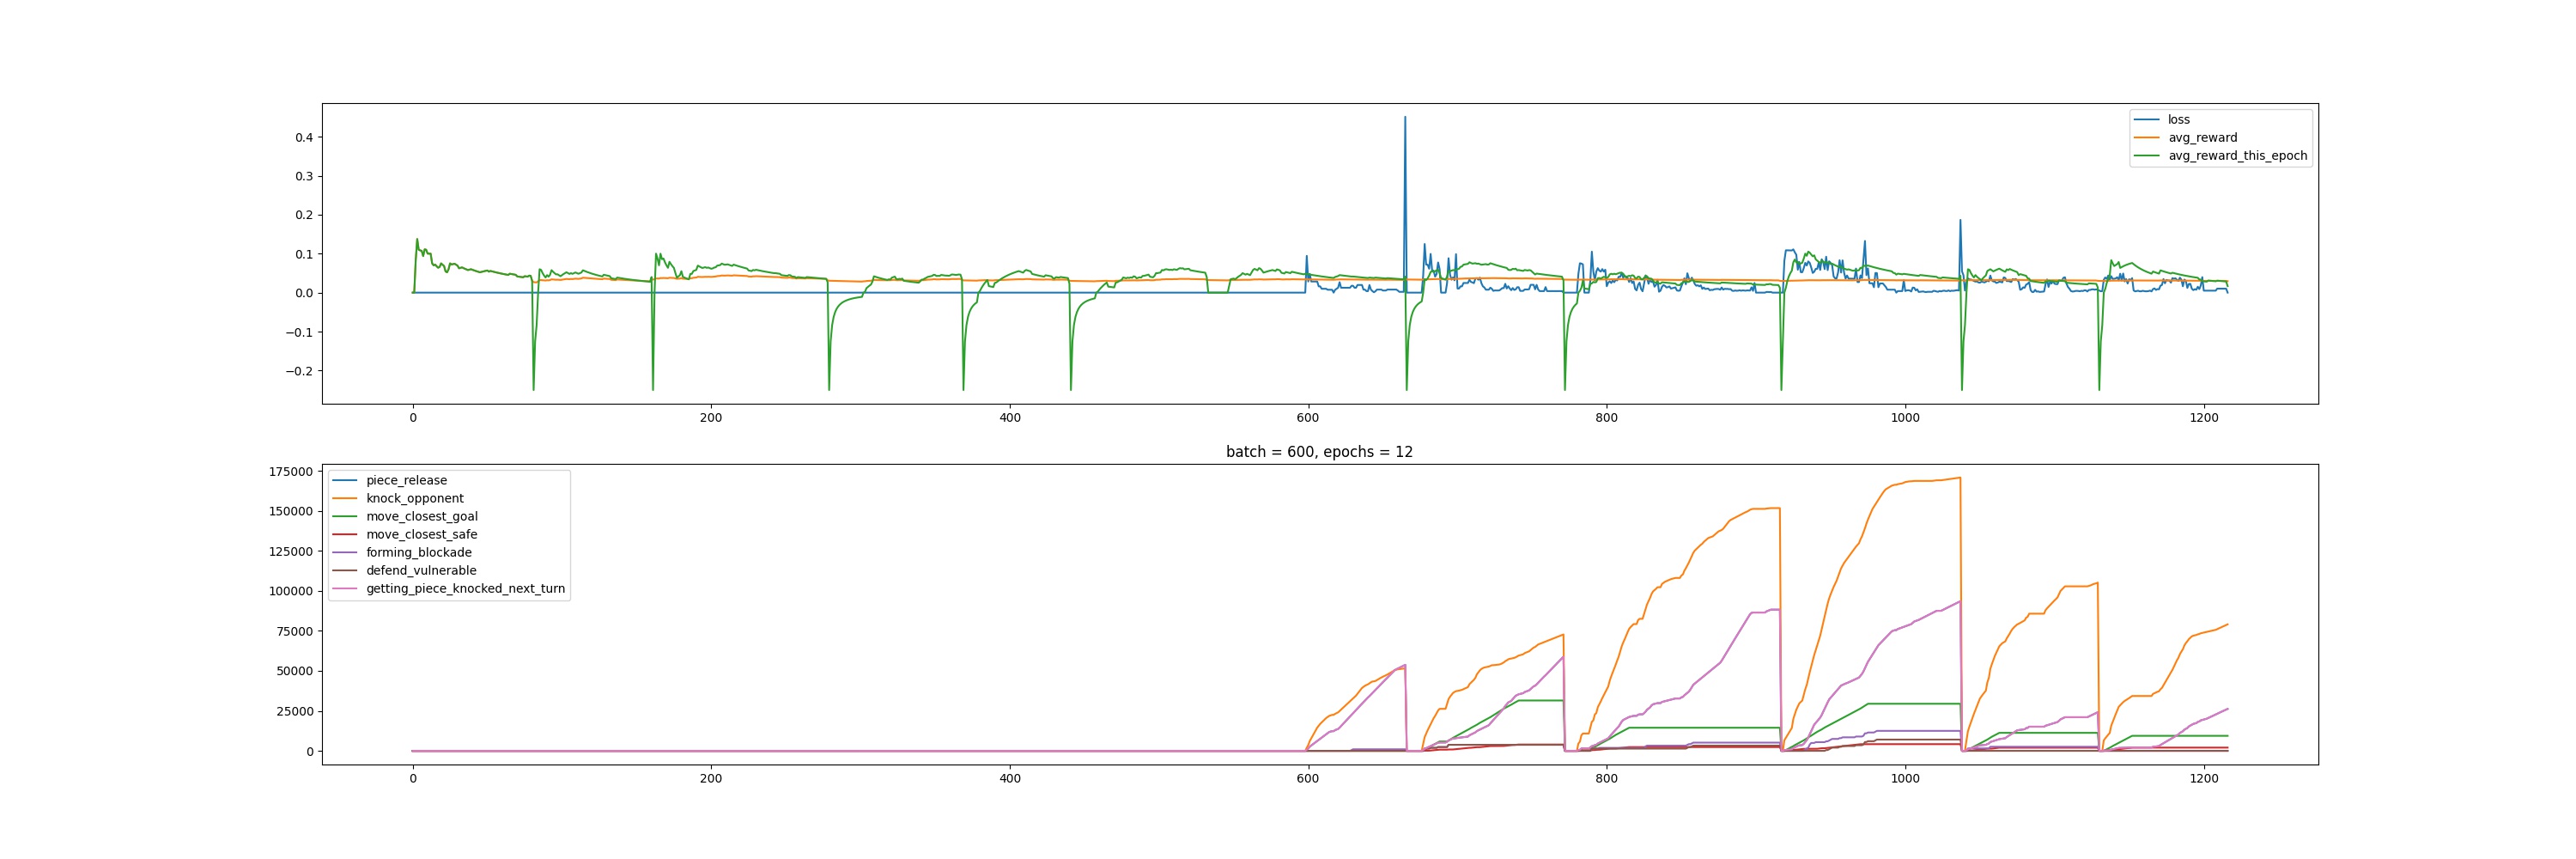 0.4
0.3
0.2
0.1
0.0
−0.1
−0.2
loss
avg_reward
avg_reward_this_epoch
0 200 400 600 800 1000 1200
batch = 600, epochs = 12
175000
150000
125000
100000
75000
50000
25000
0
piece_release
knock_opponent
move_closest_goal
move_closest_safe
forming_blockade
defend_vulnerable
getting_piece_knocked_next_turn
0 200 400 600 800 1000 1200